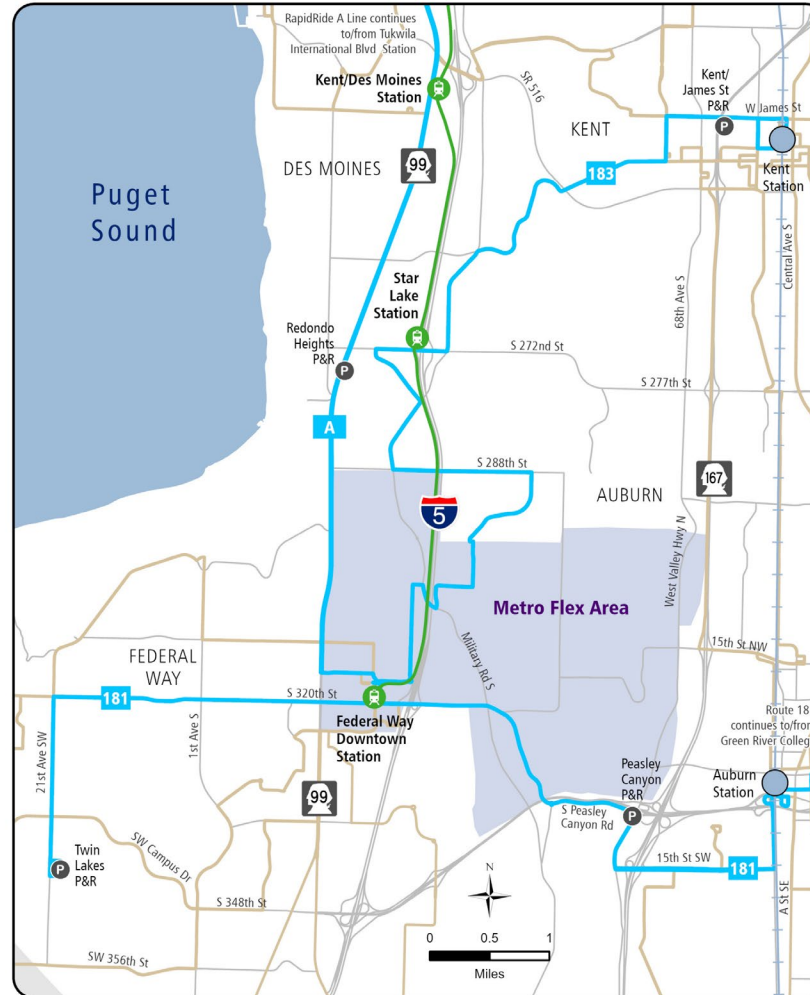 RapidRide A Line continues
to/from Tukwila
International Blvd Station
Kent/Des Moines
Station
SR 516
Kent/
James St
P&R
W James St
KENT
Kent
Station
DES MOINES
99
183
Puget
Sound
Central Ave S
68th Ave S
Star
Lake
Station
Redondo
Heights
P&R
P
P
S 272nd St
S 277th St
A
S 288th St
AUBURN
167
5
West Valley Hwy N
Metro Flex Area
Military Rd S
15th St NW
FEDERAL
WAY
181
S 320th St
1st Ave S
21st Ave SW
Federal Way
Downtown
Station
Route 18
continues to/from
Green River Colleg
Peasley
Canyon
P&R
Auburn
Station
99
S Peasley
Canyon Rd
P
Twin
Lakes
P&R
P
SW Campus Dr
15th St SW
181
A St SE
S 348th St
N
SW 356th St
0 0.5 1
Miles